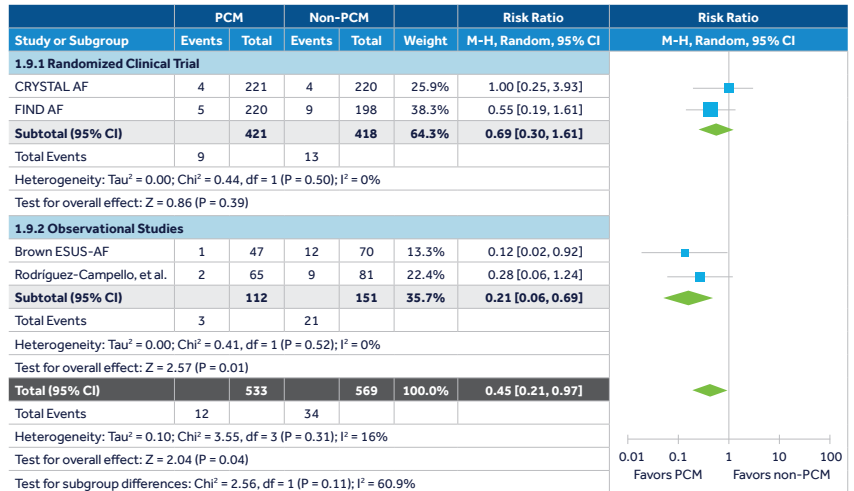 PCM Non-PCM Risk Ratio Risk Ratio
Study or Subgroup Events Total Events Total Weight M-H, Random, 95% CI M-H, Random, 95% CI
1.9.1 Randomized Clinical Trial
CRYSTAL AF 4 221 4 220 25.9% 1.00 [0.25, 3.93]
FIND AF 5 220 9 198 38.3% 0.55 [0.19, 1.61]
Subtotal (95% CI) 421 418 64.3% 0.69 [0.30, 1.61]
Total Events 9 13
Heterogeneity: Tau² = 0.00; Chi² = 0.44, df = 1 (P = 0.50); I² = 0%
Test for overall effect: Z = 0.86 (P = 0.39)
1.9.2 Observational Studies
Brown ESUS-AF 1 47 12 70 13.3% 0.12 [0.02, 0.92]
Rodríguez-Campello, et al. 2 65 9 81 22.4% 0.28 [0.06, 1.24]
Subtotal (95% CI) 112 151 35.7% 0.21 [0.06, 0.69]
Total Events 3 21
Heterogeneity: Tau² = 0.00; Chi² = 0.41, df = 1 (P = 0.52); I² = 0%
Test for overall effect: Z = 2.57 (P = 0.01)
Total (95% CI) 533 569 100.0% 0.45 [0.21, 0.97]
Total Events 12 34
Heterogeneity: Tau² = 0.10; Chi² = 3.55, df = 3 (P = 0.31); I² = 16%
Test for overall effect: Z = 2.04 (P = 0.04)
Test for subgroup differences: Chi² = 2.56, df = 1 (P = 0.11); I² = 60.9%
0.01 0.1 1 10 100
Favors PCM Favors non-PCM